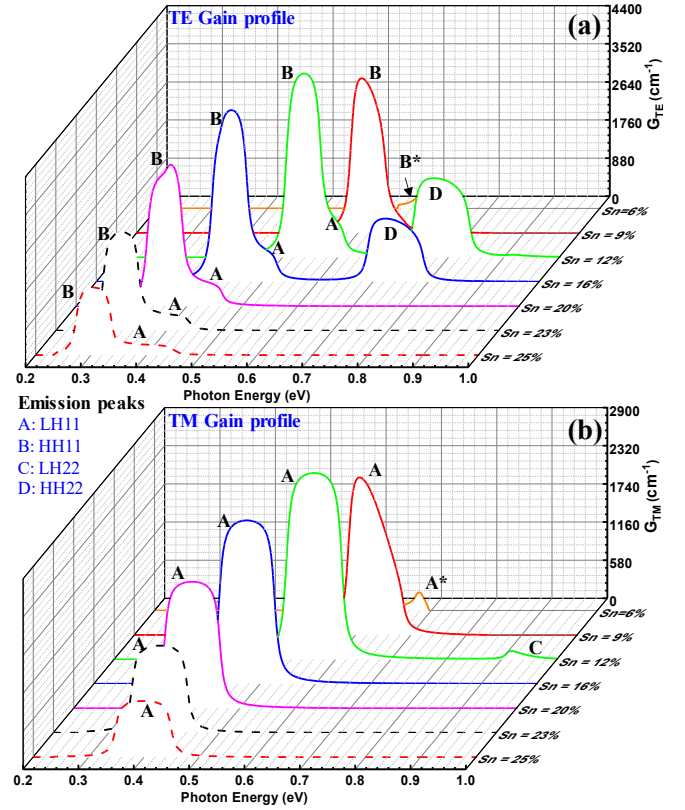 TE Gain profile
(a)
4400
3520
2640
1760
880
0
G_TE (cm⁻¹)
B
B
B
B
B
B
B*
D
D
A
A
A
A
A
Sn=6%
Sn = 9%
Sn = 12%
Sn = 16%
Sn = 20%
Sn = 23%
Sn = 25%
0.2 0.3 0.4 0.5 0.6 0.7 0.8 0.9 1.0
Photon Energy (eV)
Emission peaks
A: LH11
B: HH11
C: LH22
D: HH22
TM Gain profile
(b)
2900
2320
1740
1160
580
0
G_TM (cm⁻¹)
A
A
A
A
A
A
A*
C
Sn=6%
Sn = 9%
Sn = 12%
Sn = 16%
Sn = 20%
Sn = 23%
Sn = 25%
0.2 0.3 0.4 0.5 0.6 0.7 0.8 0.9 1.0
Photon Energy (eV)